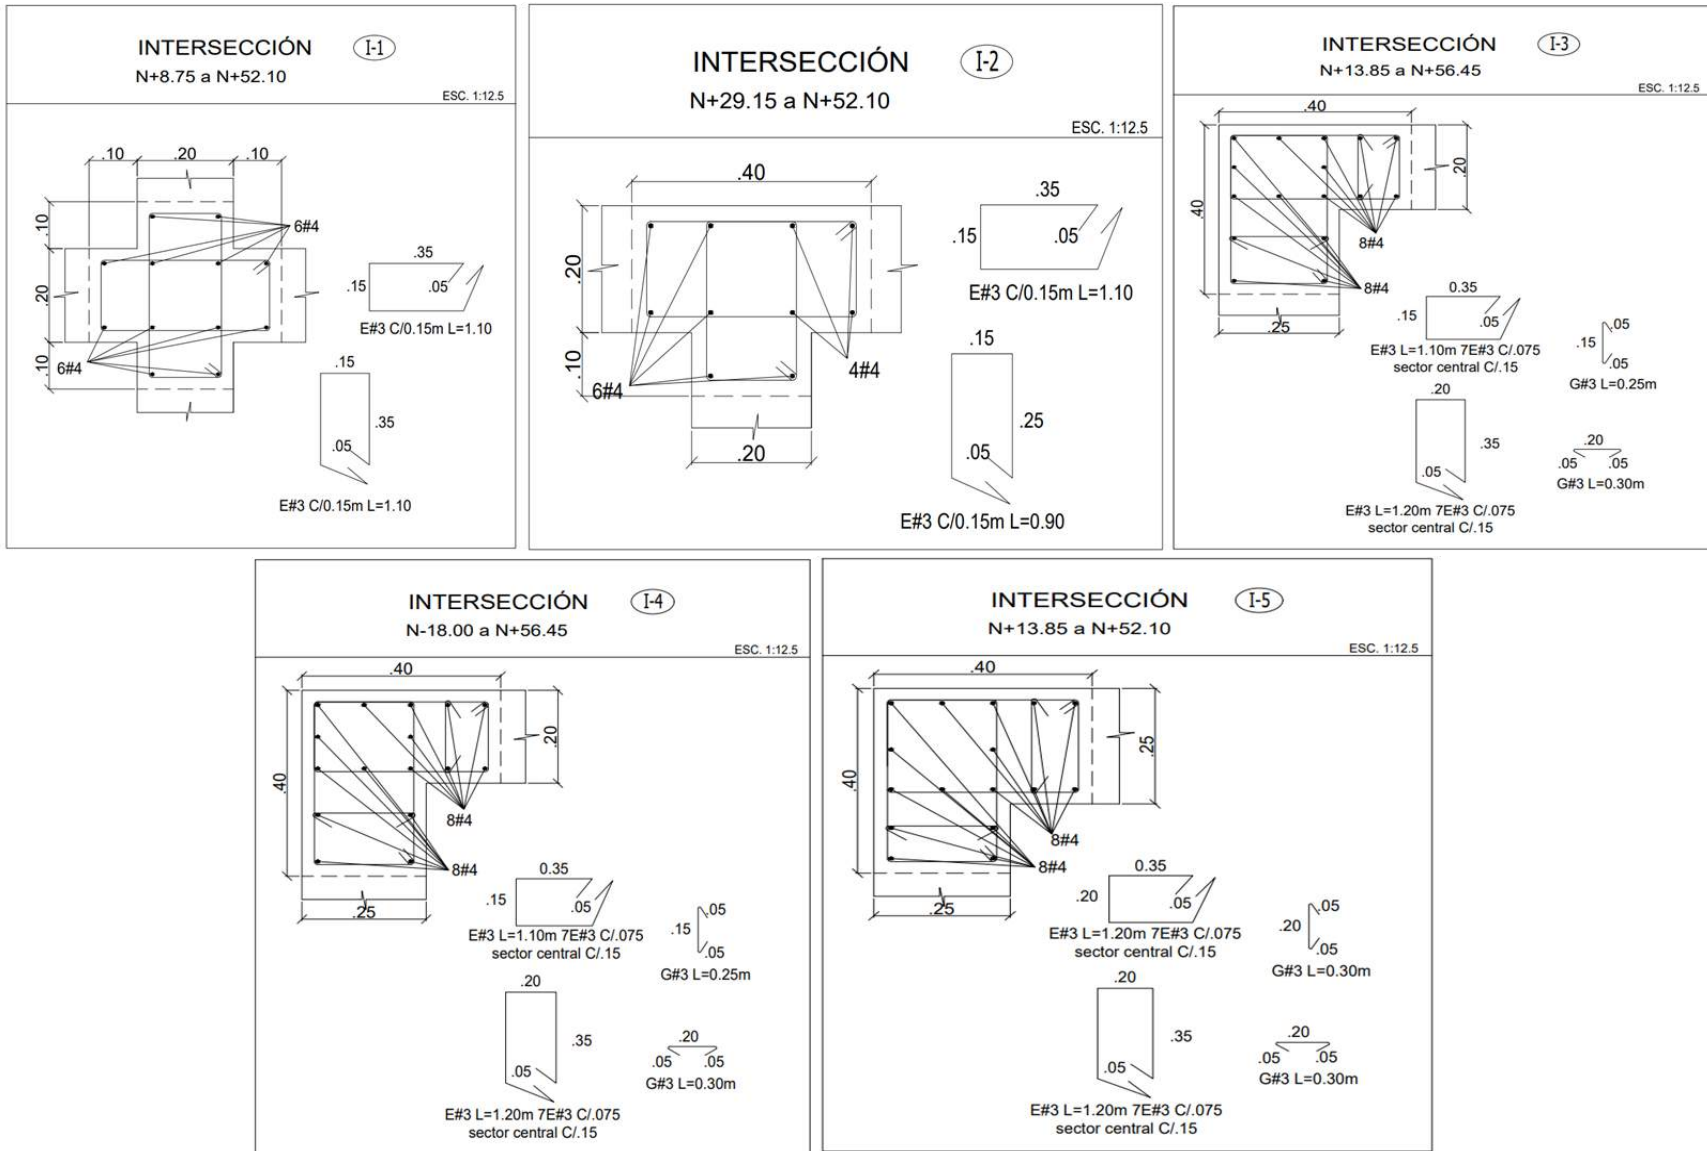 INTERSECCIÓN I-1
N+8.75 a N+52.10
ESC. 1:12.5
.10 .20 .10
.10
6#4
.20
.35
.15
.05
E#3 C/0.15m L=1.10
.10
6#4
.15
.35
.05
E#3 C/0.15m L=1.10
INTERSECCIÓN I-2
N+29.15 a N+52.10
ESC. 1:12.5
.40
.35
.15
.05
.20
E#3 C/0.15m L=1.10
.10
6#4
4#4
.15
.25
.20
.05
E#3 C/0.15m L=0.90
INTERSECCIÓN I-3
N+13.85 a N+56.45
ESC. 1:12.5
.40
.20
.40
8#4
8#4
.25
0.35
.15
.05
E#3 L=1.10m 7E#3 C/.075
sector central C/.15
.05
.15
.05
G#3 L=0.25m
.20
.35
.05
E#3 L=1.20m 7E#3 C/.075
sector central C/.15
.20
.05 .05
G#3 L=0.30m
INTERSECCIÓN I-4
N-18.00 a N+56.45
ESC. 1:12.5
.40
.20
.40
8#4
8#4
.25
0.35
.15
.05
E#3 L=1.10m 7E#3 C/.075
sector central C/.15
.05
.15
.05
G#3 L=0.25m
.20
.35
.05
E#3 L=1.20m 7E#3 C/.075
sector central C/.15
.20
.05 .05
G#3 L=0.30m
INTERSECCIÓN I-5
N+13.85 a N+52.10
ESC. 1:12.5
.40
.25
.40
8#4
8#4
.25
0.35
.20
.05
E#3 L=1.20m 7E#3 C/.075
sector central C/.15
.05
.20
.05
G#3 L=0.30m
.20
.35
.05
E#3 L=1.20m 7E#3 C/.075
sector central C/.15
.20
.05 .05
G#3 L=0.30m